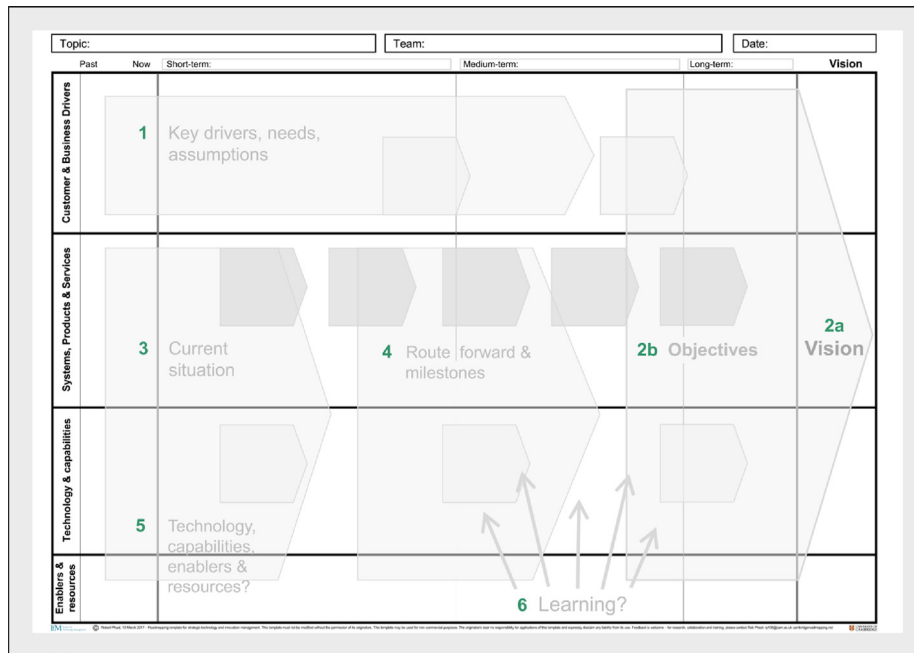 Topic:
Team:
Date:
Past
Now
Short-term:
Medium-term:
Long-term:
Vision
Customer & Business Drivers
1 Key drivers, needs,
assumptions
Systems, Products & Services
3 Current
situation
4 Route forward &
milestones
2b Objectives
2a
Vision
Technology & capabilities
5 Technology,
capabilities,
enablers &
resources?
Enablers &
resources
6 Learning?